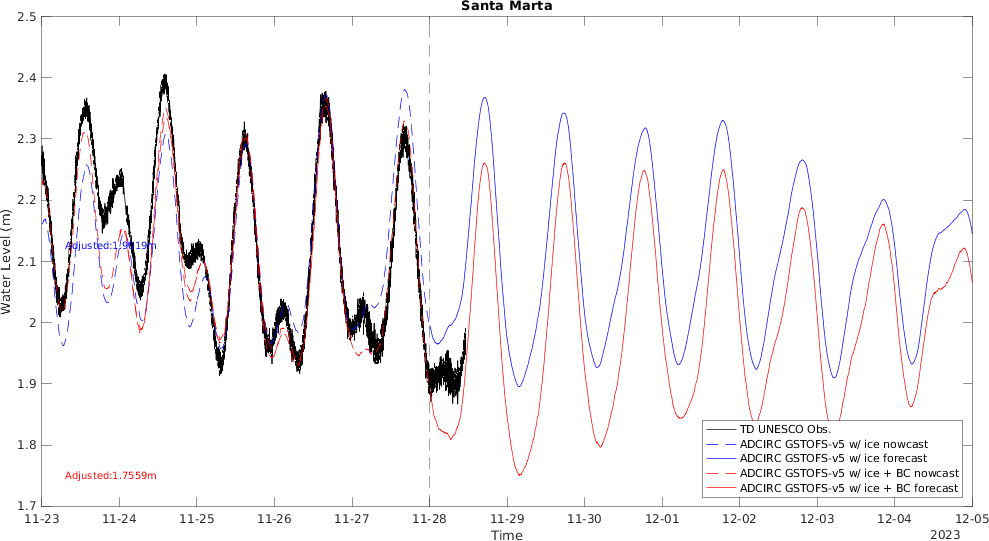 Santa Marta
2.5
2.4
2.3
2.2
2.1
2
1.9
1.8
1.7
Water Level (m)
Adjusted:1.9819m
Adjusted:1.7559m
TD UNESCO Obs.
ADCIRC GSTOFS-v5 w/ ice nowcast
ADCIRC GSTOFS-v5 w/ ice forecast
ADCIRC GSTOFS-v5 w/ ice + BC nowcast
ADCIRC GSTOFS-v5 w/ ice + BC forecast
11-23 11-24 11-25 11-26 11-27 11-28 11-29 11-30 12-01 12-02 12-03 12-04 12-05
Time
2023